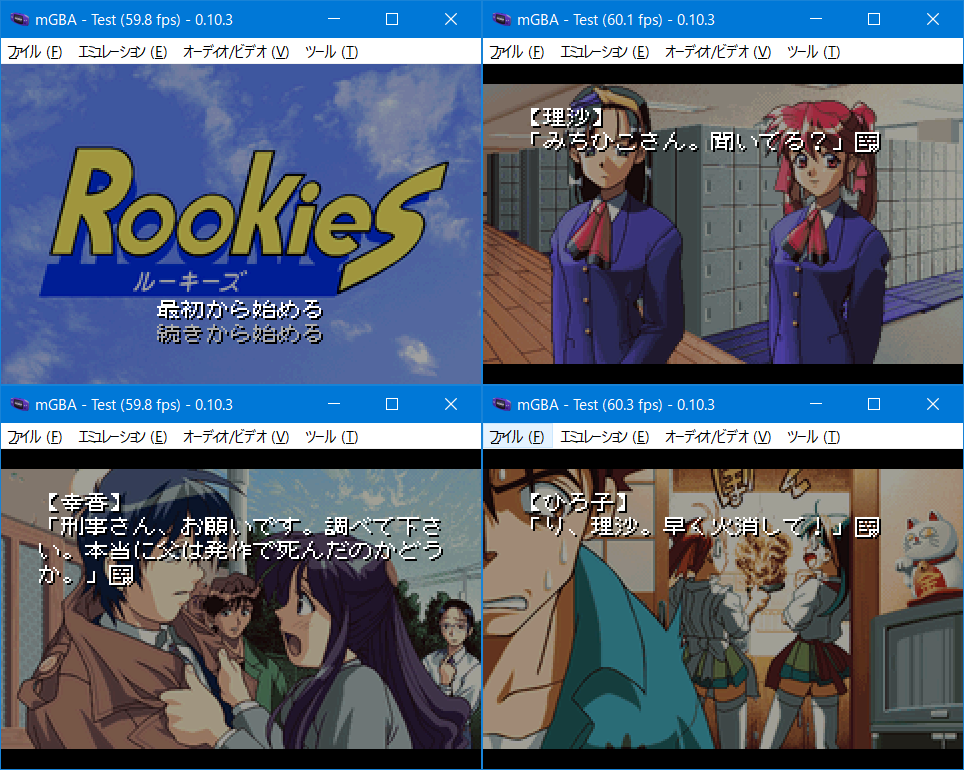 mGBA - Test (59.8 fps) - 0.10.3
ファイル (F) エミュレーション (E) オーディオ/ビデオ (V) ツール (T)
Rookies
ルーキーズ
最初から始める
続きから始める
mGBA - Test (60.1 fps) - 0.10.3
ファイル (F) エミュレーション (E) オーディオ/ビデオ (V) ツール (T)
【理沙】
「みちひこさん。聞いてる?」
mGBA - Test (59.8 fps) - 0.10.3
ファイル (F) エミュレーション (E) オーディオ/ビデオ (V) ツール (T)
【幸香】
「刑事さん、お願いです。調べて下さ
い。本当に父は発作で死んだのかどう
か。」
mGBA - Test (60.3 fps) - 0.10.3
ファイル (F) エミュレーション (E) オーディオ/ビデオ (V) ツール (T)
【ひろ子】
「り、理沙。早く火消して!」